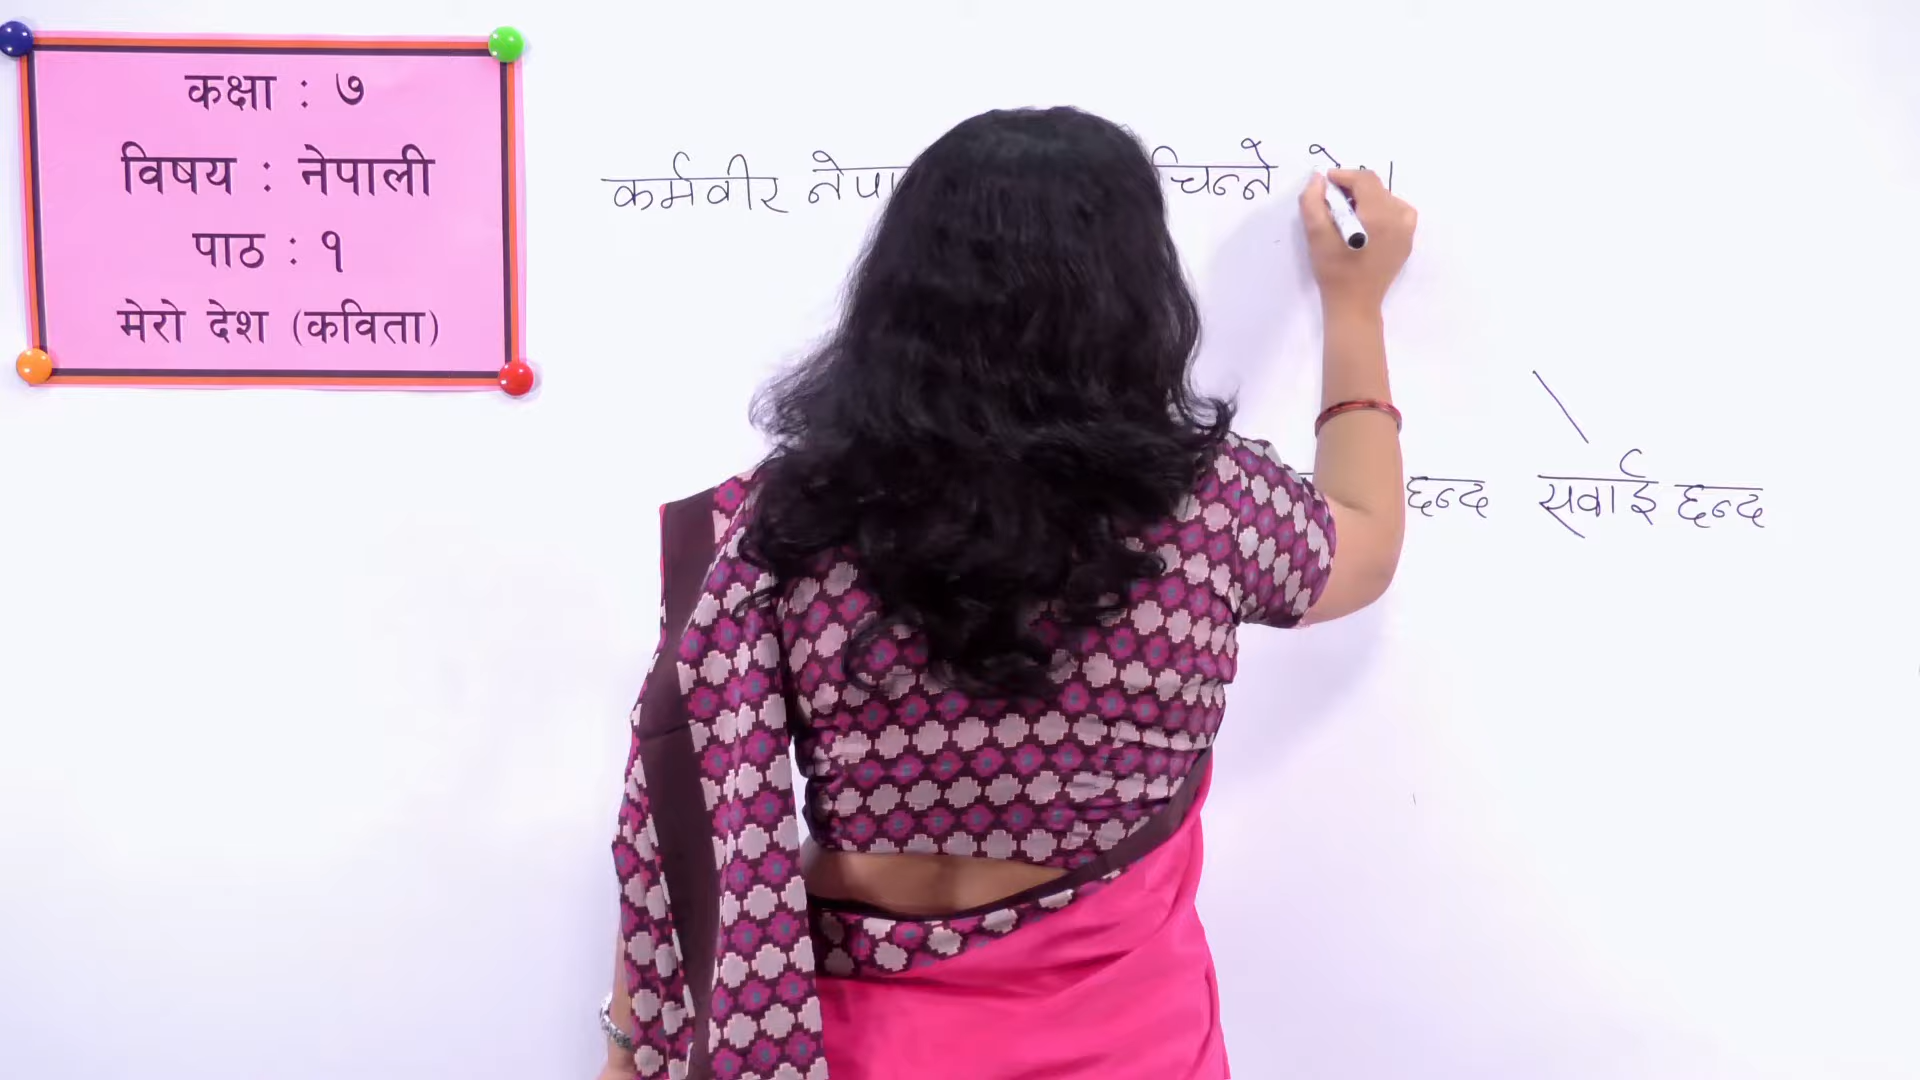 कक्षा : ७
विषय : नेपाली
पाठ : १
मेरो देश (कविता)
कर्मवीर चिन्ने
छन्द सवाई छन्द